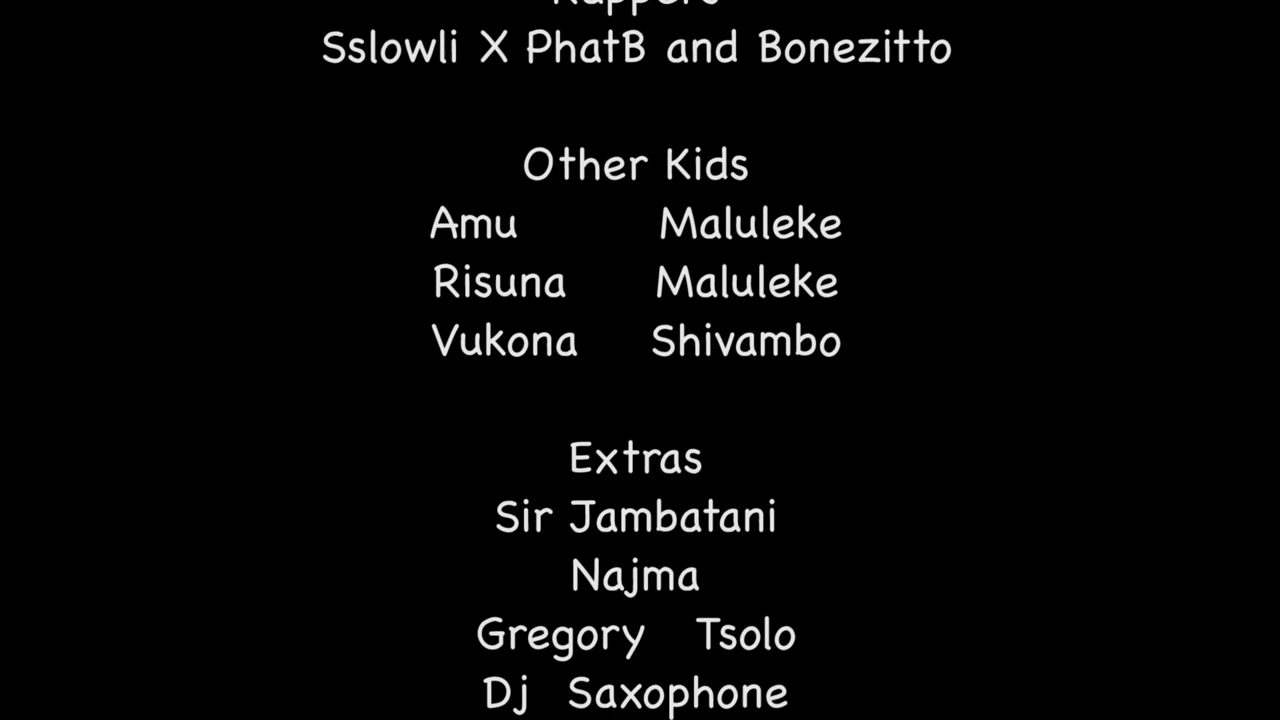 Rappers
Sslowli X PhatB and Bonezitto
Other Kids
Amu Maluleke
Risuna Maluleke
Vukona Shivambo
Extras
Sir Jambatani
Najma
Gregory Tsolo
Dj Saxophone